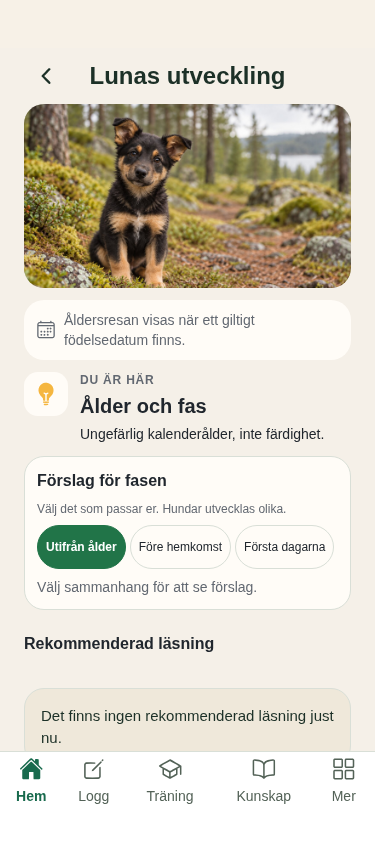 Lunas utveckling
Åldersresan visas när ett giltigt
födelsedatum finns.
DU ÄR HÄR
Ålder och fas
Ungefärlig kalenderålder, inte färdighet.
Förslag för fasen
Välj det som passar er. Hundar utvecklas olika.
Utifrån ålder
Före hemkomst
Första dagarna
Välj sammanhang för att se förslag.
Rekommenderad läsning
Det finns ingen rekommenderad läsning just
nu.
Hem
Logg
Träning
Kunskap
Mer